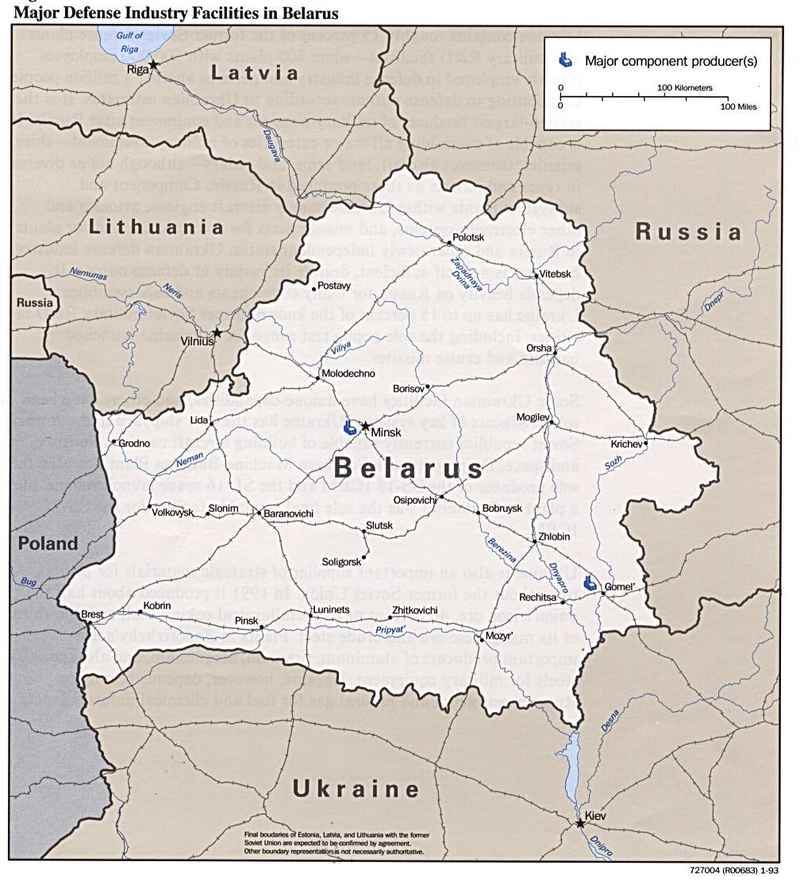 Major Defense Industry Facilities in Belarus
Gulf of
Riga
Riga
Latvia
Major component producer(s)
0
100 Kilometers
0
100 Miles
Daugava
Lithuania
Russia
Polotsk
Zapadnaya
Dvina
Vitebsk
Nemunas
Neris
Postavy
Russia
Dnepr
Vilnius
Viliya
Orsha
Molodechno
Borisov
Lida
Mogilev
Minsk
Grodno
Krichev
Neman
Belarus
Sozh
Osipovichi
Volkovysk
Slonim
Baranovichi
Bobruysk
Slutsk
Poland
Zhlobin
Berezina
Soligorsk
Dnyapro
Bug
Gomel'
Rechitsa
Brest
Kobrin
Pinsk
Luninets
Zhitkovichi
Pripyat'
Mozyr'
Desna
Ukraine
Kiev
Dnipro
Final boudaries of Estonia, Latvia, and Lithuania with the former
Soviet Union are expected to be confirmed by agreement.
Other boundary representation is not necessarily authoritative.
727004 (R00683) 1-93